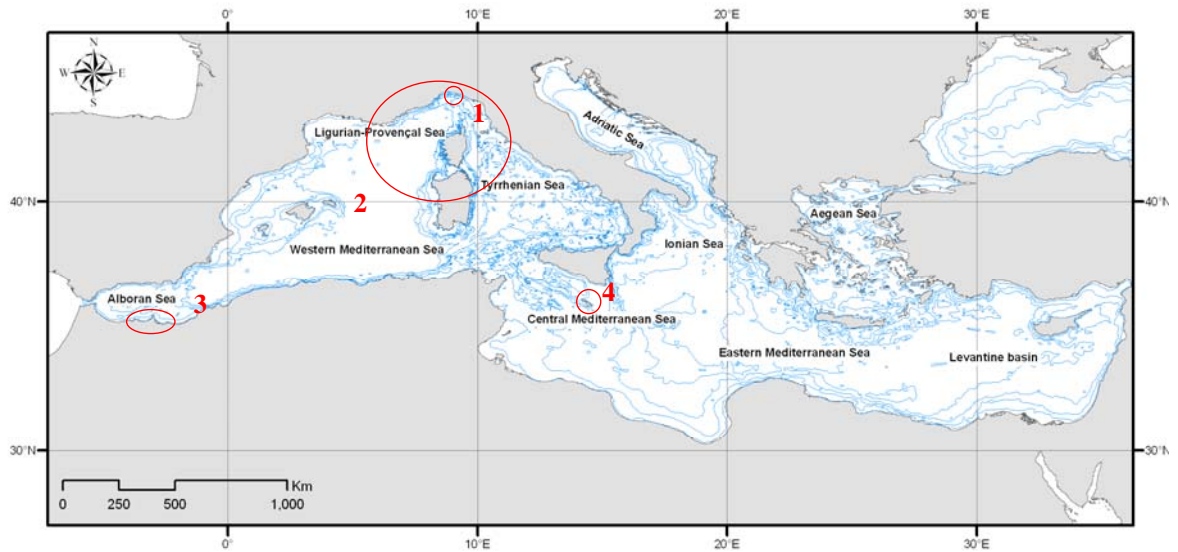 0° 10°E 20°E 30°E
N
W E
S
1
Ligurian-Provençal Sea
Adriatic Sea
Tyrrhenian Sea
40°N 40°N
2
Aegean Sea
Ionian Sea
Western Mediterranean Sea
Alboran Sea
3
4
Central Mediterranean Sea
Eastern Mediterranean Sea
Levantine basin
30°N 30°N
Km
0 250 500 1,000
0° 10°E 20°E 30°E